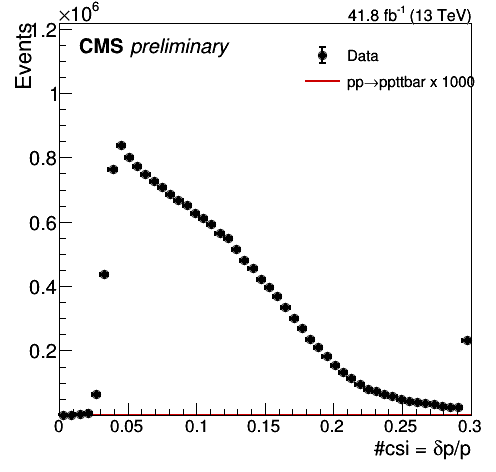 ×10⁶
41.8 fb⁻¹ (13 TeV)
Events
CMS preliminary
Data
pp→ppttbar x 1000
1.2
1
0.8
0.6
0.4
0.2
0 0.05 0.1 0.15 0.2 0.25 0.3
#csi = δp/p